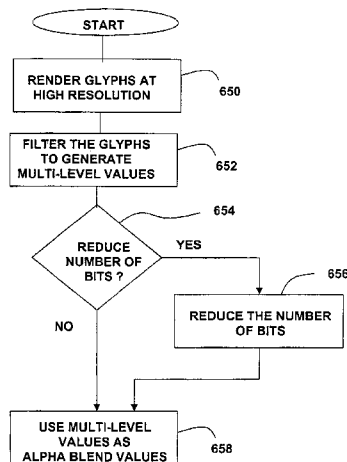 START
RENDER GLYPHS AT
HIGH RESOLUTION
650
FILTER THE GLYPHS
TO GENERATE
MULTI-LEVEL VALUES
652
654
REDUCE
NUMBER OF
BITS ?
YES
656
REDUCE THE NUMBER
OF BITS
NO
USE MULTI-LEVEL
VALUES AS
ALPHA BLEND VALUES
658